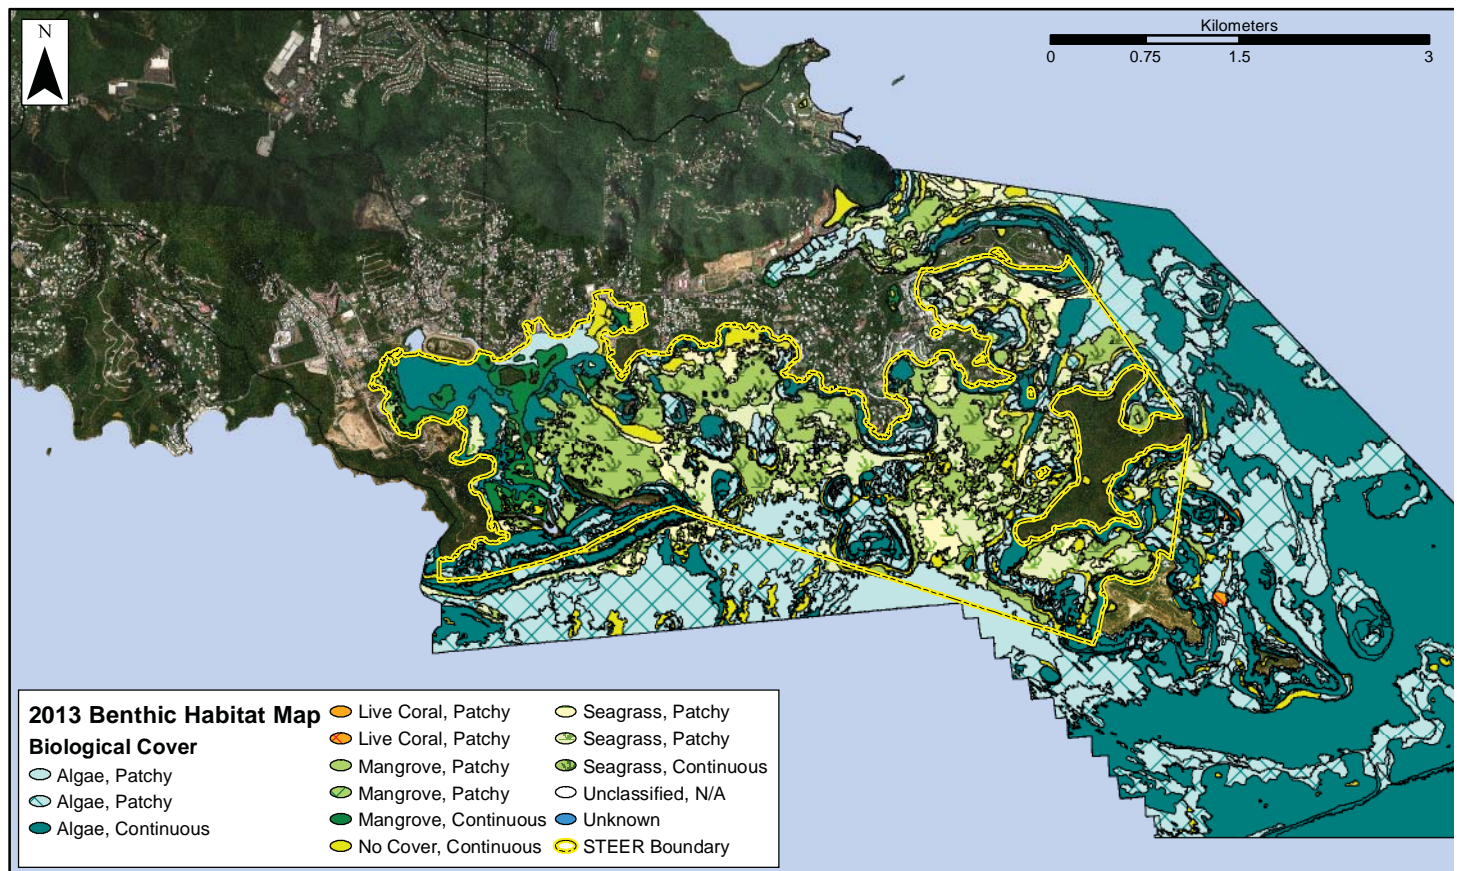 N
Kilometers
0 0.75 1.5 3
2013 Benthic Habitat Map
Biological Cover
Algae, Patchy
Algae, Patchy
Algae, Continuous
Live Coral, Patchy
Live Coral, Patchy
Mangrove, Patchy
Mangrove, Patchy
Mangrove, Continuous
No Cover, Continuous
Seagrass, Patchy
Seagrass, Patchy
Seagrass, Continuous
Unclassified, N/A
Unknown
STEER Boundary